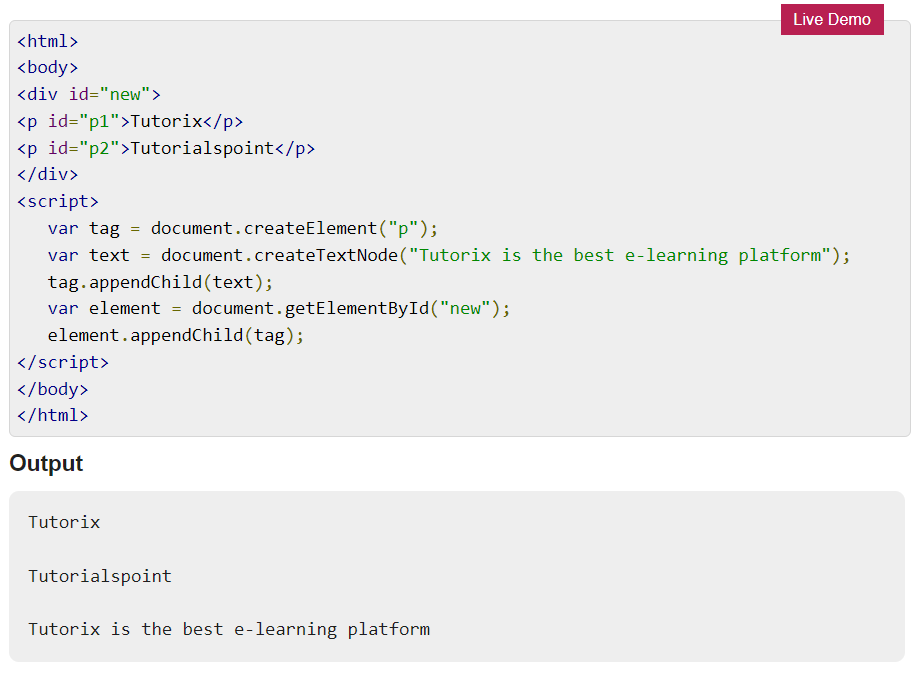 Live Demo
<html>
<body>
<div id="new">
<p id="p1">Tutorix</p>
<p id="p2">Tutorialspoint</p>
</div>
<script>
   var tag = document.createElement("p");
   var text = document.createTextNode("Tutorix is the best e-learning platform");
   tag.appendChild(text);
   var element = document.getElementById("new");
   element.appendChild(tag);
</script>
</body>
</html>
Output
Tutorix
Tutorialspoint
Tutorix is the best e-learning platform